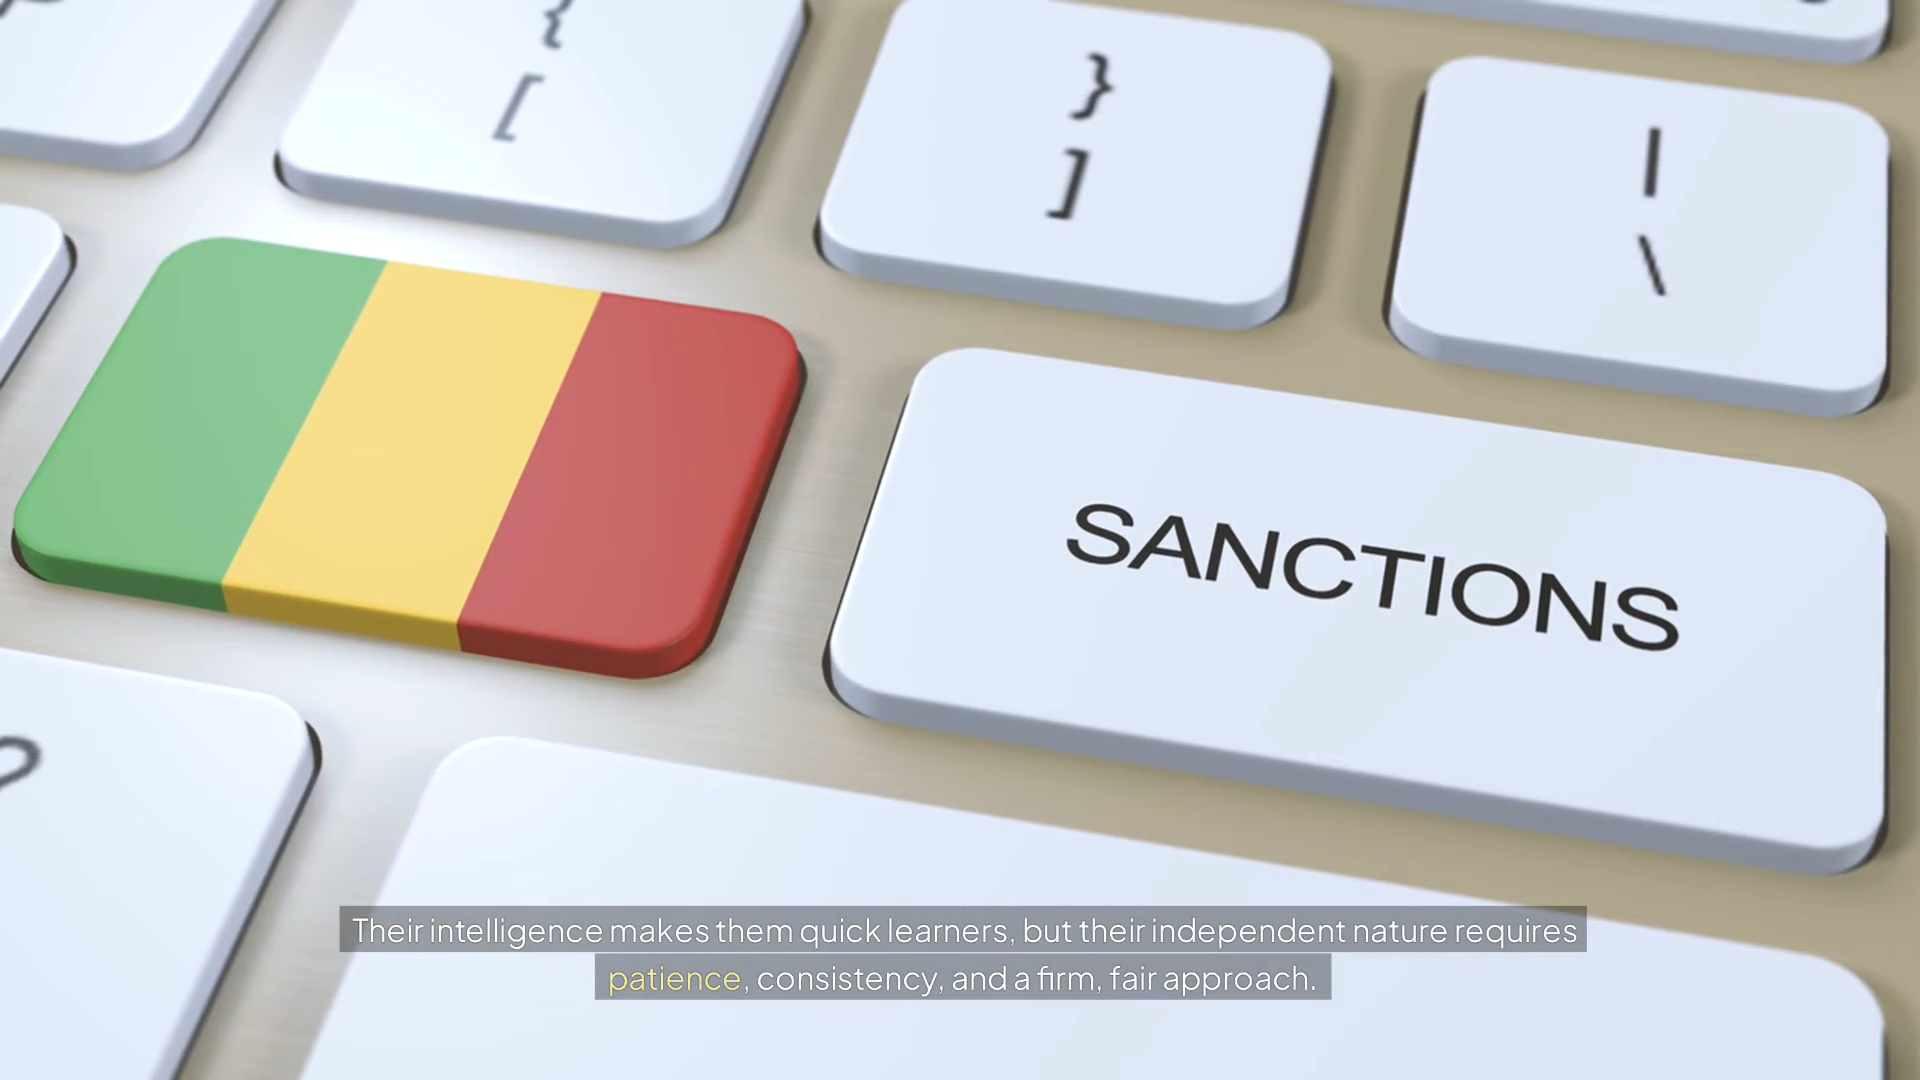 {
[
}
]
|
\
SANCTIONS
Their intelligence makes them quick learners, but their independent nature requires
patience, consistency, and a firm, fair approach.